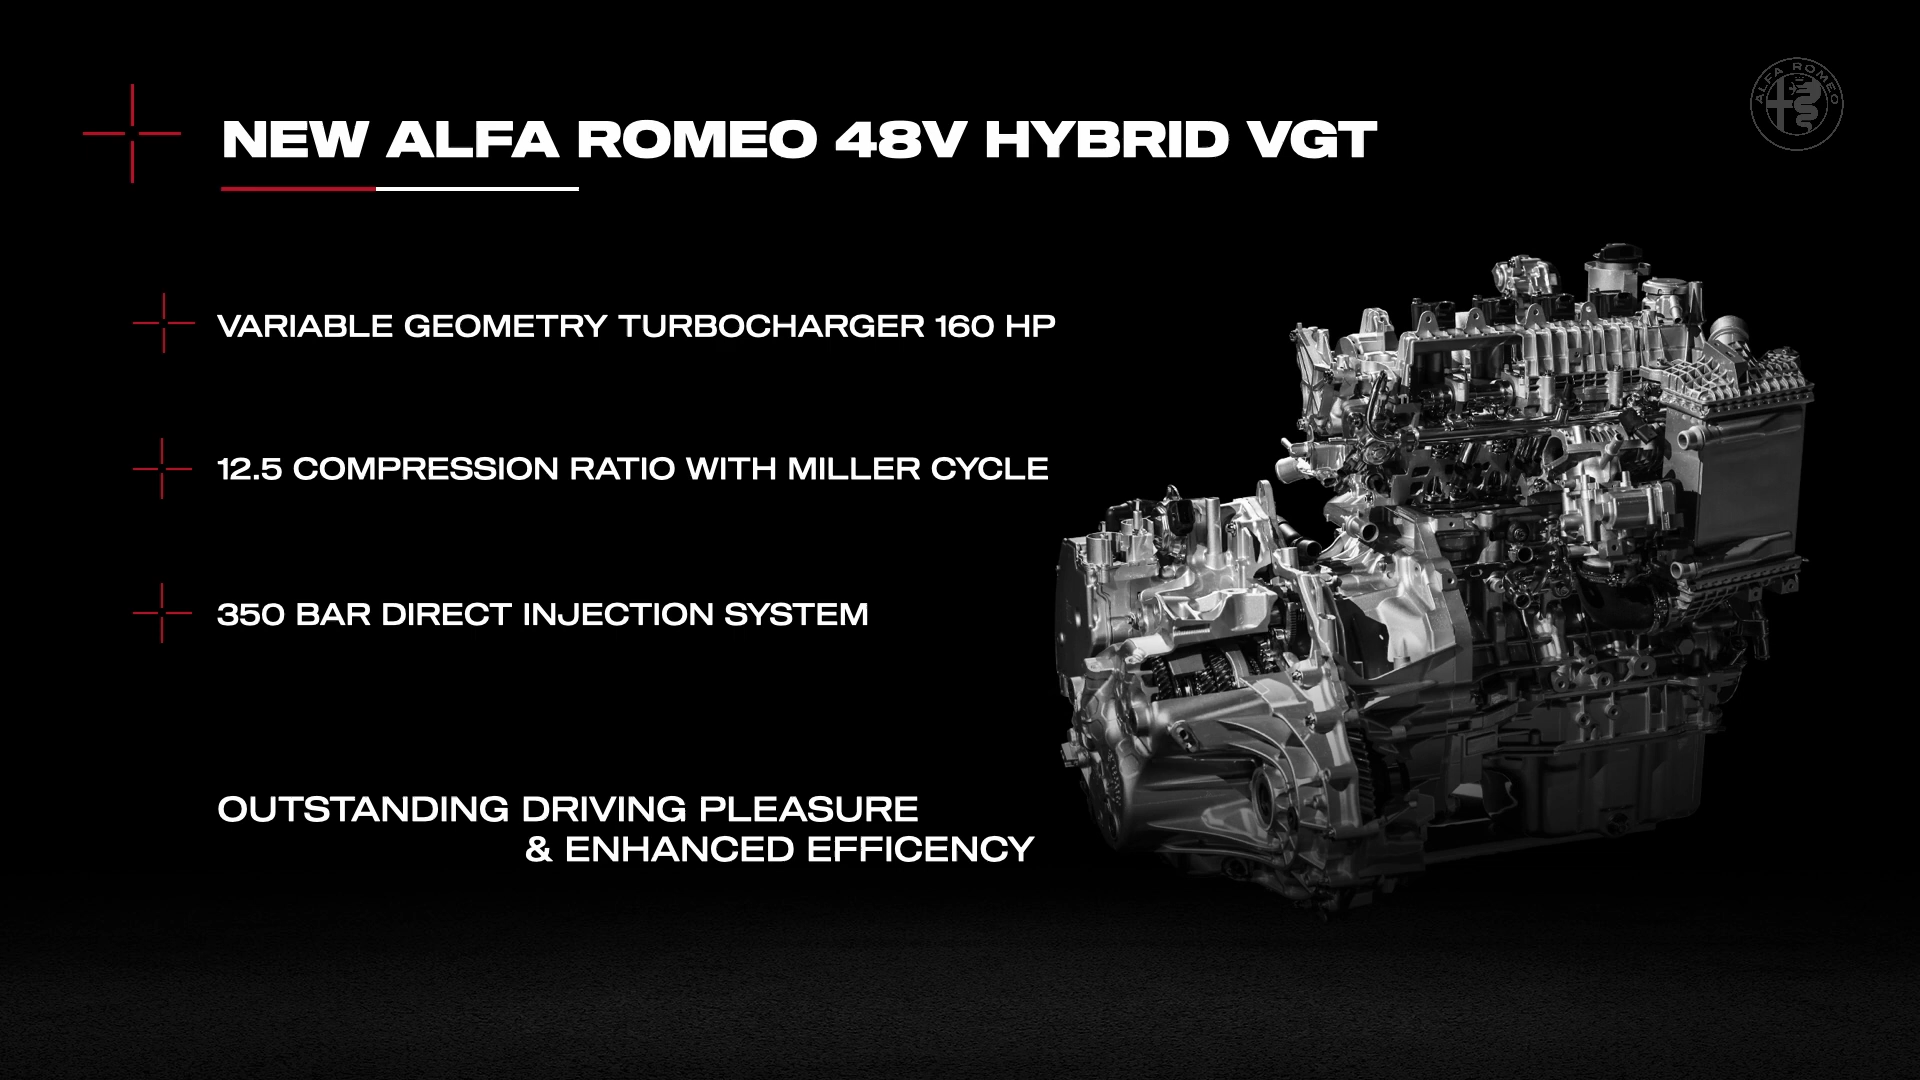 ALFA ROMEO
NEW ALFA ROMEO 48V HYBRID VGT
VARIABLE GEOMETRY TURBOCHARGER 160 HP
12.5 COMPRESSION RATIO WITH MILLER CYCLE
350 BAR DIRECT INJECTION SYSTEM
OUTSTANDING DRIVING PLEASURE
& ENHANCED EFFICENCY